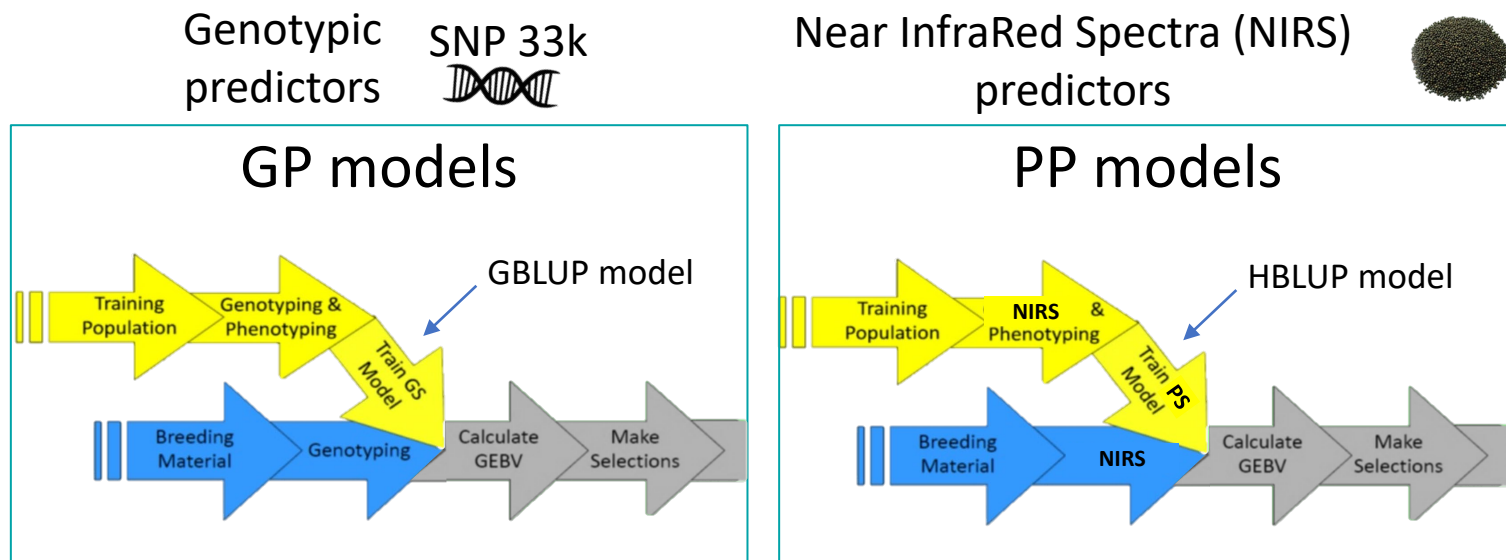 Genotypic
predictors
SNP 33k
Near InfraRed Spectra (NIRS)
predictors
GP models
GBLUP model
Training
Population
Genotyping &
Phenotyping
Train GS
Model
Breeding
Material
Genotyping
Calculate
GEBV
Make
Selections
PP models
HBLUP model
Training
Population
NIRS &
Phenotyping
Train PS
Model
Breeding
Material
NIRS
Calculate
GEBV
Make
Selections